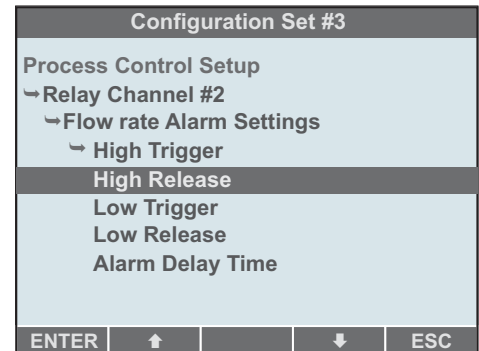 Configuration Set #3
Process Control Setup
➥Relay Channel #2
➥Flow rate Alarm Settings
➥ High Trigger
High Release
Low Trigger
Low Release
Alarm Delay Time
ENTER ⬆ ⬇ ESC